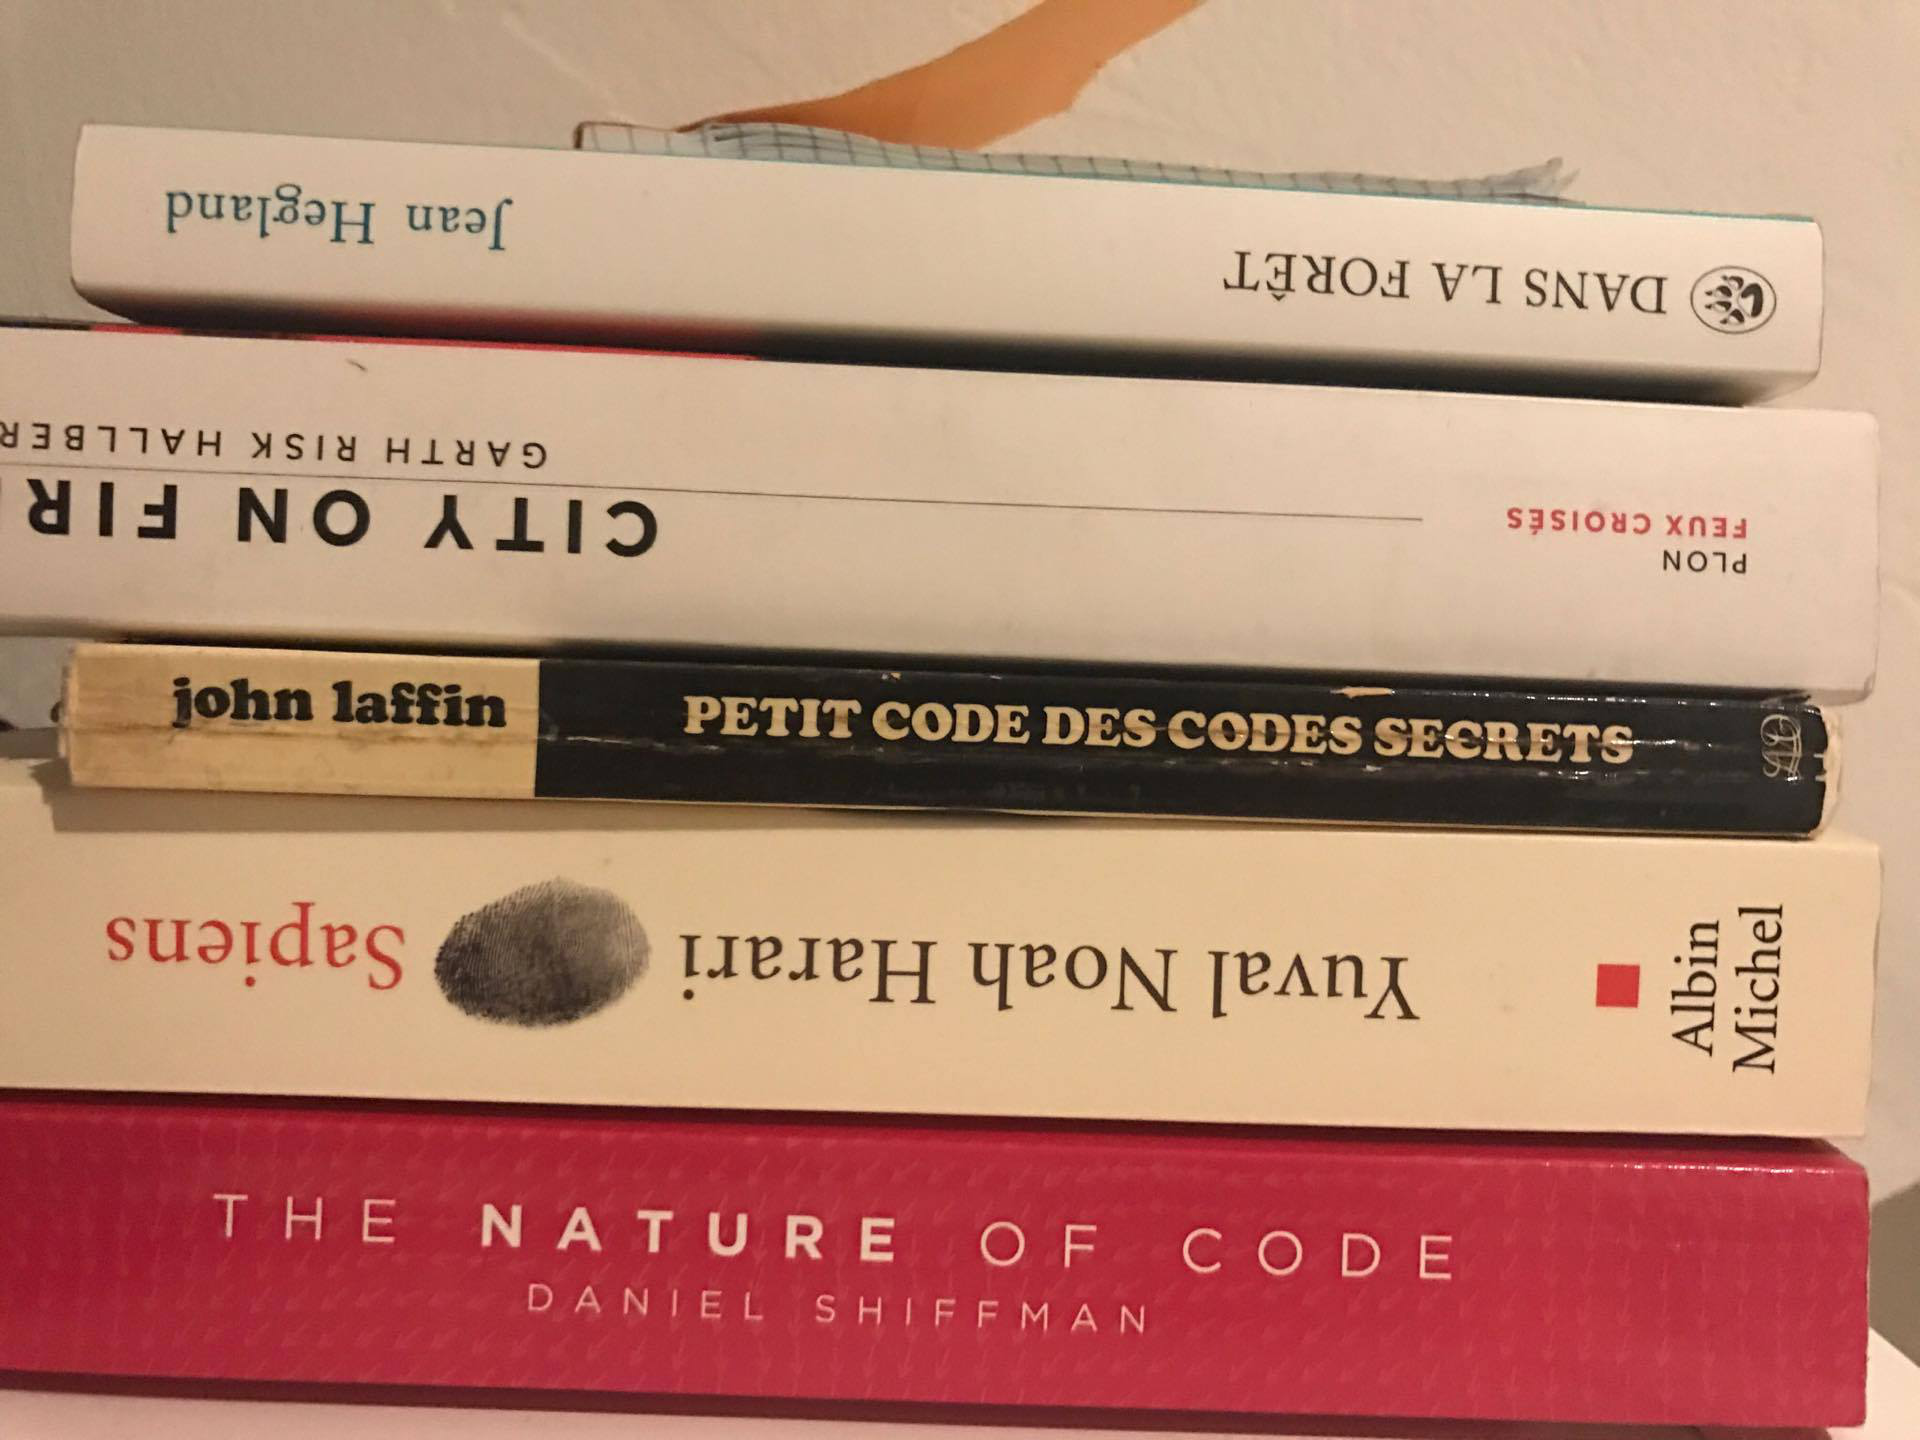 Jean Hegland
DANS LA FORÊT
GARTH RISK HALLBER
CITY ON FIR
FEUX CROISÉS
PLON
john laffin
PETIT CODE DES CODES SECRETS
Yuval Noah Harari
Sapiens
Albin
Michel
THE NATURE OF CODE
DANIEL SHIFFMAN